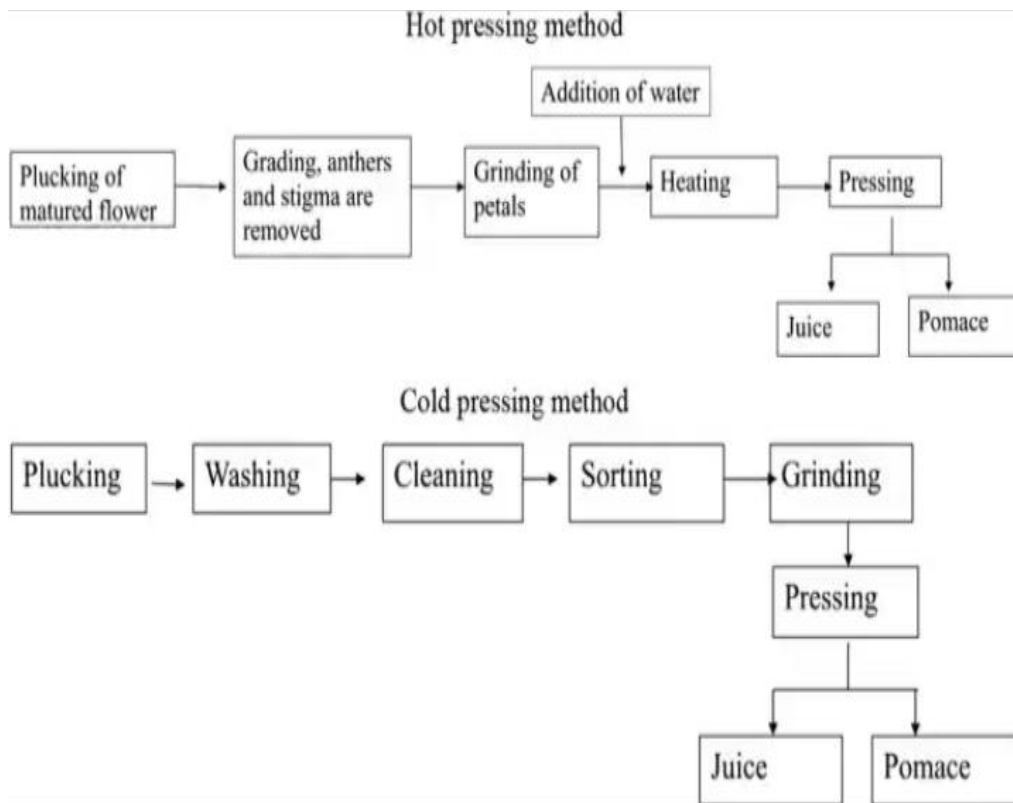 Hot pressing method
Addition of water
Plucking of
matured flower
Grading, anthers
and stigma are
removed
Grinding of
petals
Heating
Pressing
Juice
Pomace
Cold pressing method
Plucking
Washing
Cleaning
Sorting
Grinding
Pressing
Juice
Pomace